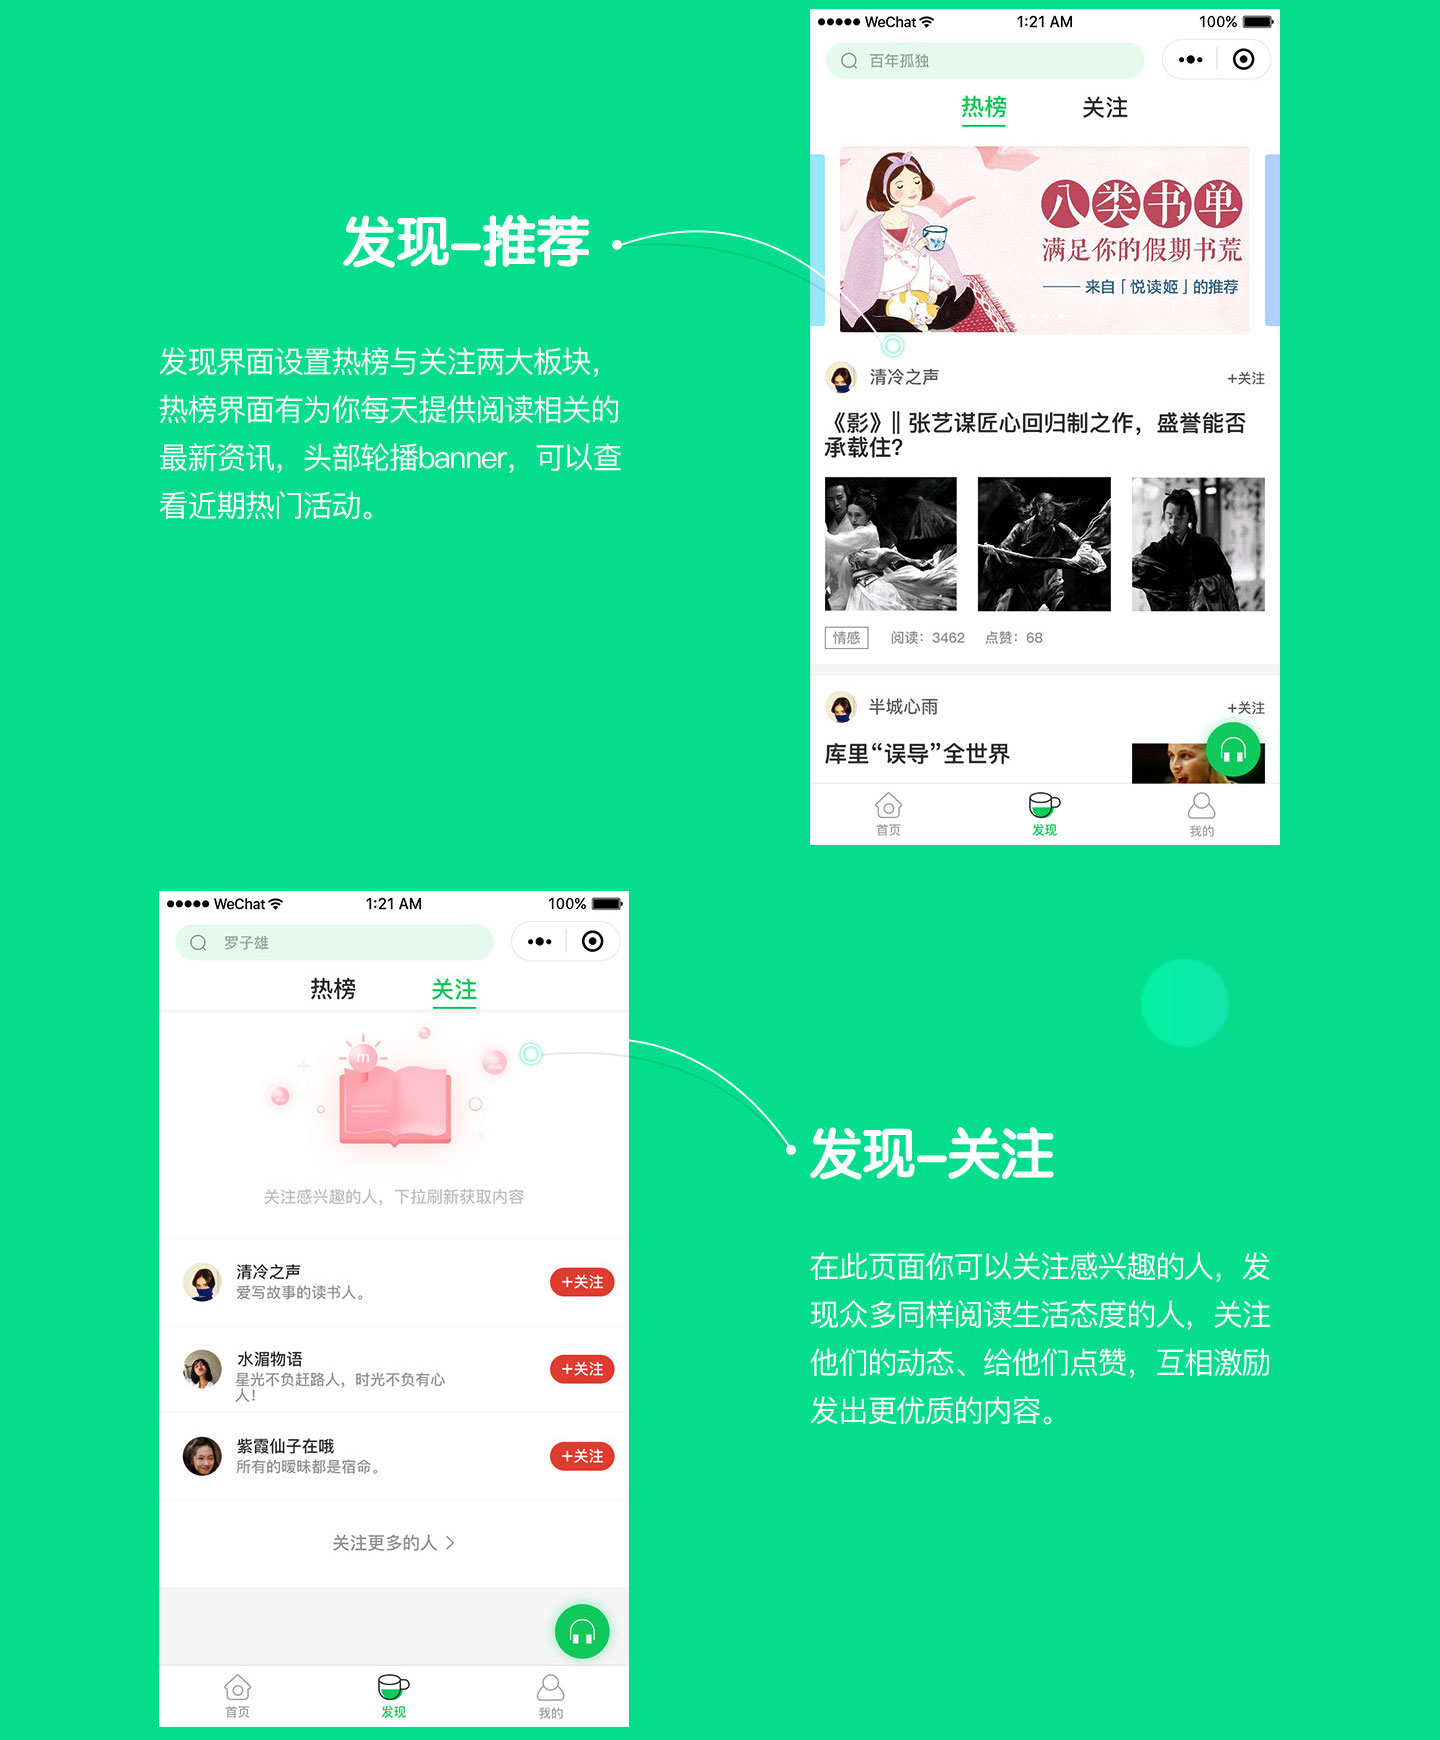 WeChat 1:21 AM 100%
百年孤独
热榜 关注
八类书单
满足你的假期书荒
——来自「悦读姬」的推荐
发现-推荐
发现界面设置热榜与关注两大板块，
热榜界面有为你每天提供阅读相关的
最新资讯，头部轮播banner，可以查
看近期热门活动。
清冷之声 +关注
《影》‖ 张艺谋匠心回归制之作，盛誉能否
承载住？
情感 阅读：3462 点赞：68
半城心雨 +关注
库里“误导”全世界
首页 发现 我的
WeChat 1:21 AM 100%
罗子雄
热榜 关注
m
关注感兴趣的人，下拉刷新获取内容
清冷之声
爱写故事的读书人。
+关注
水湄物语
星光不负赶路人，时光不负有心
人！
+关注
紫霞仙子在哦
所有的暧昧都是宿命。
+关注
关注更多的人 >
首页 发现 我的
发现-关注
在此页面你可以关注感兴趣的人，发
现众多同样阅读生活态度的人，关注
他们的动态、给他们点赞，互相激励
发出更优质的内容。